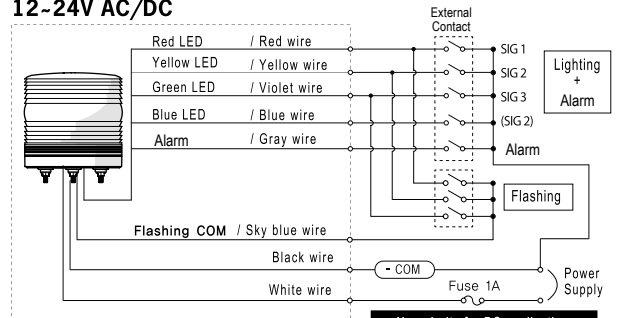 12~24V AC/DC
External
Contact
Red LED / Red wire
SIG 1
Yellow LED / Yellow wire
SIG 2
Green LED / Violet wire
SIG 3
Blue LED / Blue wire
(SIG 2)
Alarm / Gray wire
Alarm
Lighting
+
Alarm
Flashing
Flashing COM / Sky blue wire
Black wire
- COM
White wire
Fuse 1A
Power
Supply